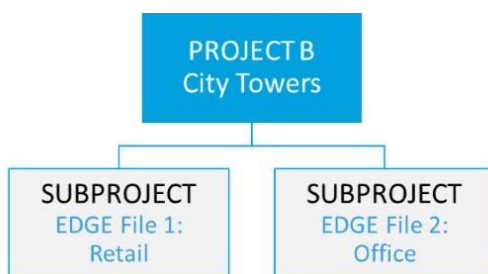 PROJECT B
City Towers
SUBPROJECT
EDGE File 1:
Retail
SUBPROJECT
EDGE File 2:
Office